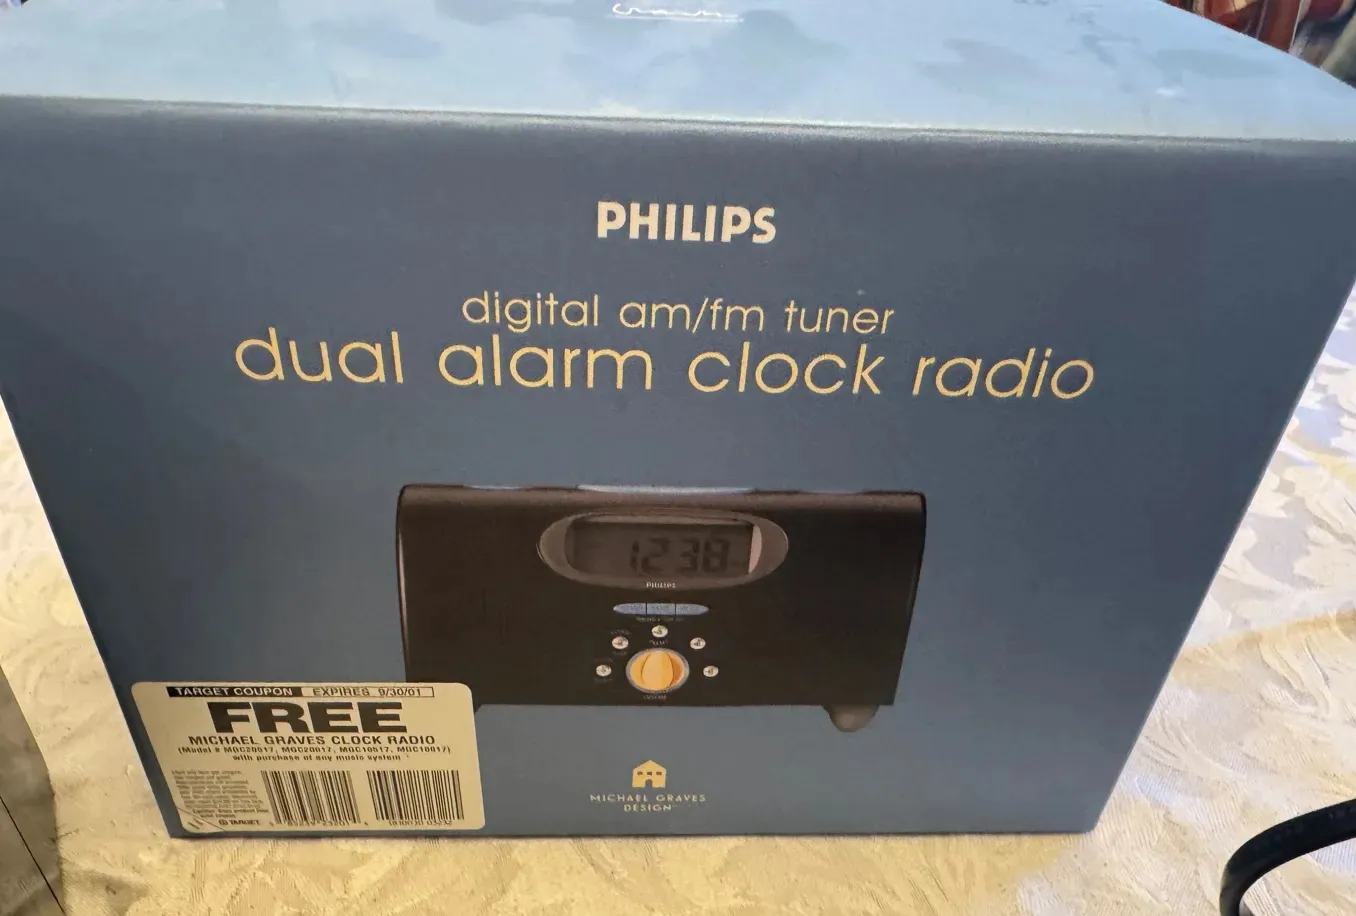 PHILIPS
digital am/fm tuner
dual alarm clock radio
12:38
PHILIPS
TARGET COUPON EXPIRES 9/30/01
FREE
MICHAEL GRAVES CLOCK RADIO
with purchase of any music system
TARGET
MICHAEL GRAVES
DESIGN